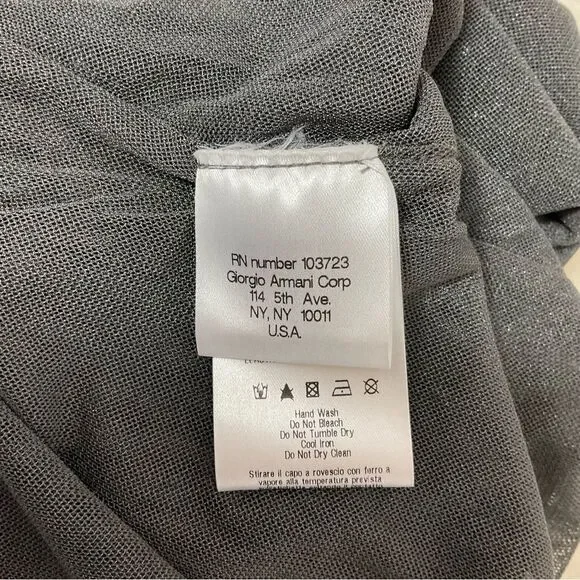 RN number 103723
Giorgio Armani Corp
114 5th Ave.
NY, NY 10011
U.S.A.
Hand Wash
Do Not Bleach
Do Not Tumble Dry
Cool Iron
Do Not Dry Clean
Stirare il capo a rovescio con ferro a
vapore alla temperatura prevista